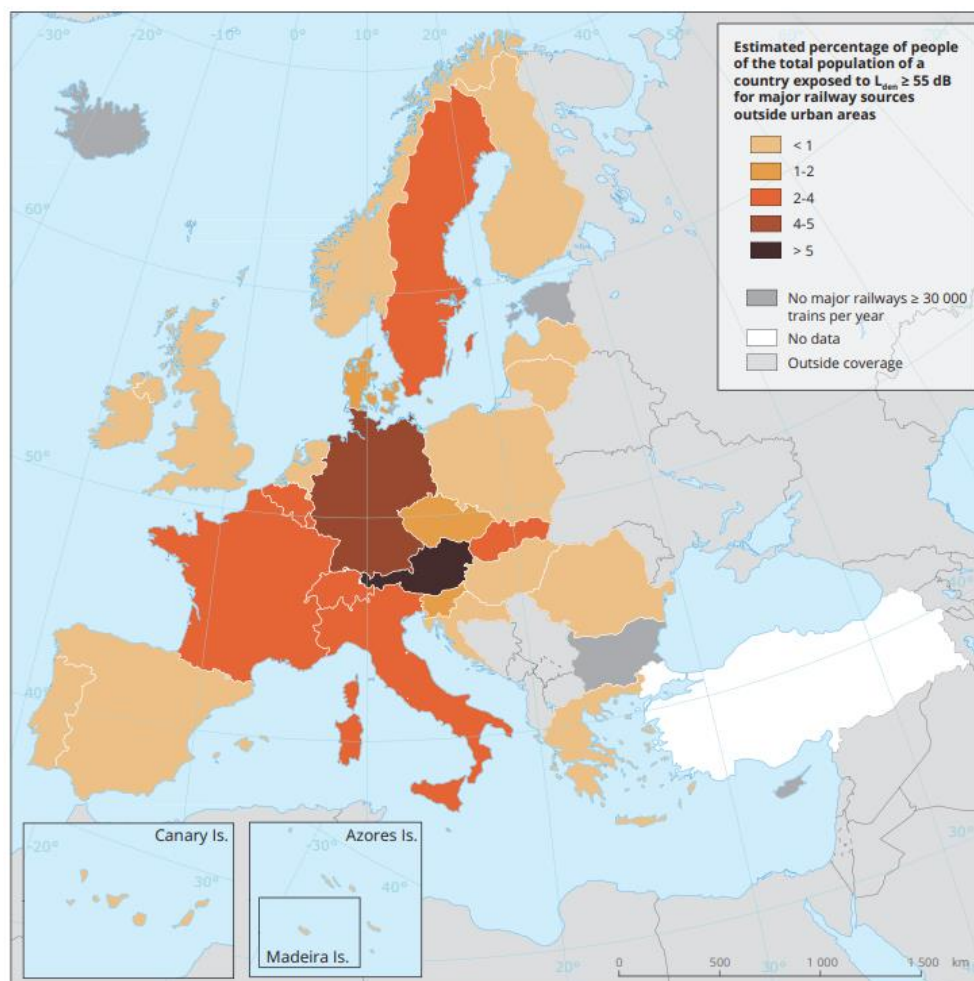 -30°
-20°
-10°
0°
10°
20°
30°
40°
60°
50°
40°
40°
30°
20°
30°
Estimated percentage of people
of the total population of a
country exposed to Lden ≥ 55 dB
for major railway sources
outside urban areas
< 1
1-2
2-4
4-5
> 5
No major railways ≥ 30 000
trains per year
No data
Outside coverage
Canary Is.
-20°
30°
Azores Is.
-30°
40°
Madeira Is.
0 500 1 000 1 500 km